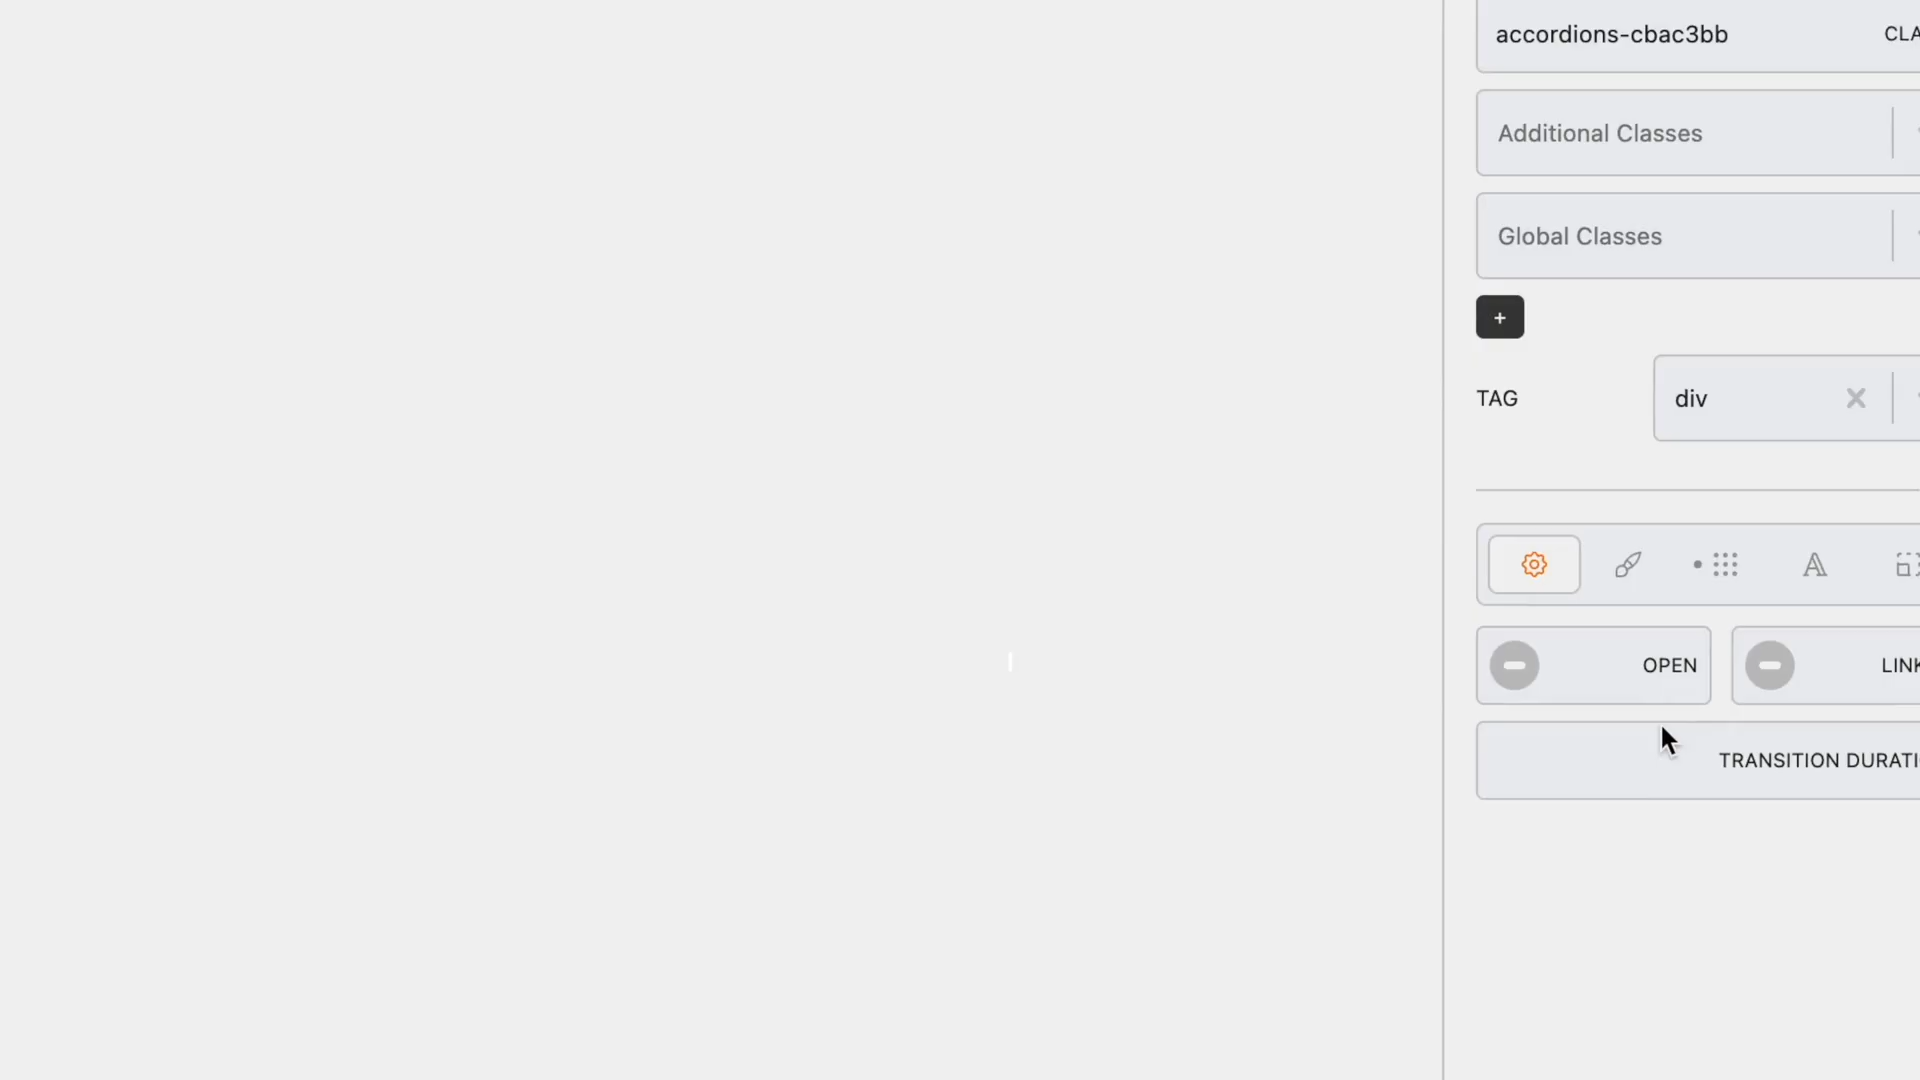 accordions-cbac3bb CLA
Additional Classes
Global Classes
+
TAG div
OPEN LINK
TRANSITION DURATI